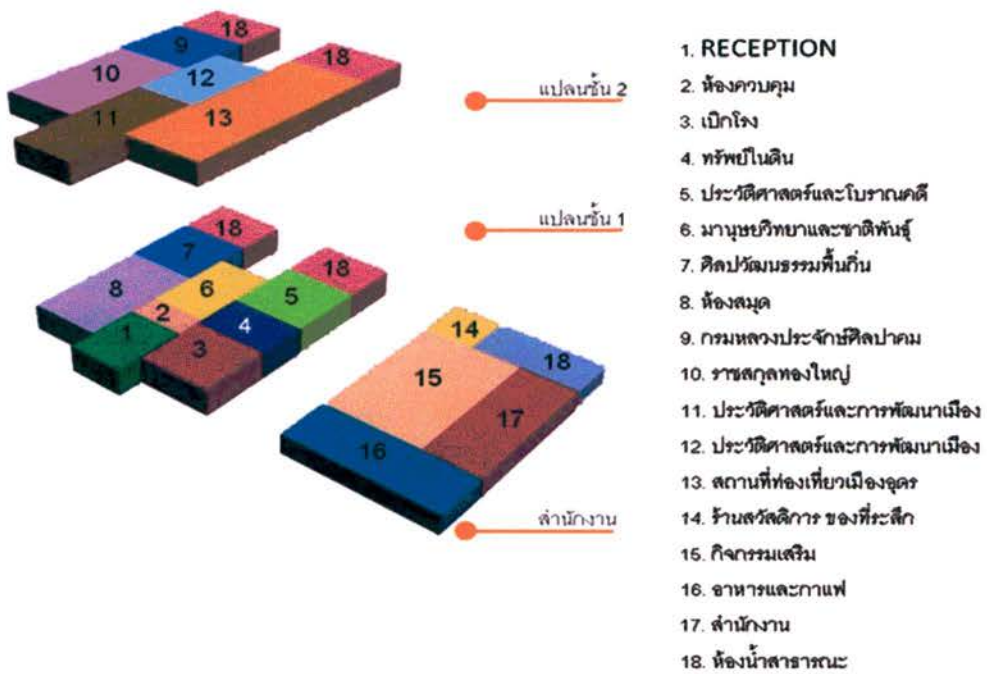 18
9
18
10
12
11
13
แปลนชั้น 2
18
7
18
8
6
5
2
4
1
3
แปลนชั้น 1
14
18
15
17
16
สำนักงาน
1. RECEPTION
2. ห้องควบคุม
3. เบิกโรง
4. ทรัพย์ในดิน
5. ประวัติศาสตร์และโบราณคดี
6. มานุษยวิทยาและชาติพันธุ์
7. ศิลปวัฒนธรรมพื้นถิ่น
8. ห้องสมุด
9. กรมหลวงประจักษ์ศิลปาคม
10. ราชสกุลทองใหญ่
11. ประวัติศาสตร์และการพัฒนาเมือง
12. ประวัติศาสตร์และการพัฒนาเมือง
13. สถานที่ท่องเที่ยวเมืองอุดร
14. ร้านสวัสดิการ ของที่ระลึก
15. กิจกรรมเสริม
16. อาหารและกาแฟ
17. สำนักงาน
18. ห้องน้ำสาธารณะ